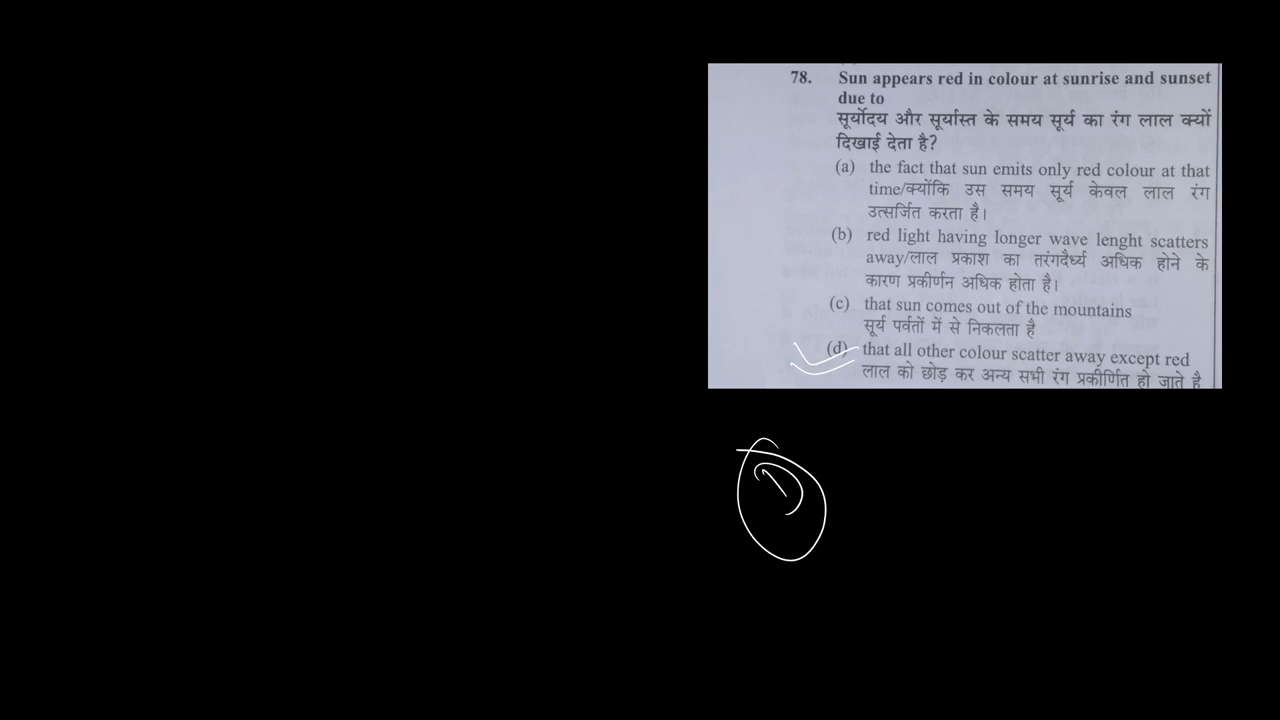 78. Sun appears red in colour at sunrise and sunset
due to
सूर्योदय और सूर्यास्त के समय सूर्य का रंग लाल क्यों
दिखाई देता है?
(a) the fact that sun emits only red colour at that
time/क्योंकि उस समय सूर्य केवल लाल रंग
उत्सर्जित करता है।
(b) red light having longer wave lenght scatters
away/लाल प्रकाश का तरंगदैर्ध्य अधिक होने के
कारण प्रकीर्णन अधिक होता है।
(c) that sun comes out of the mountains
सूर्य पर्वतों में से निकलता है
(d) that all other colour scatter away except red
लाल को छोड़ कर अन्य सभी रंग प्रकीर्णित हो जाते है
D